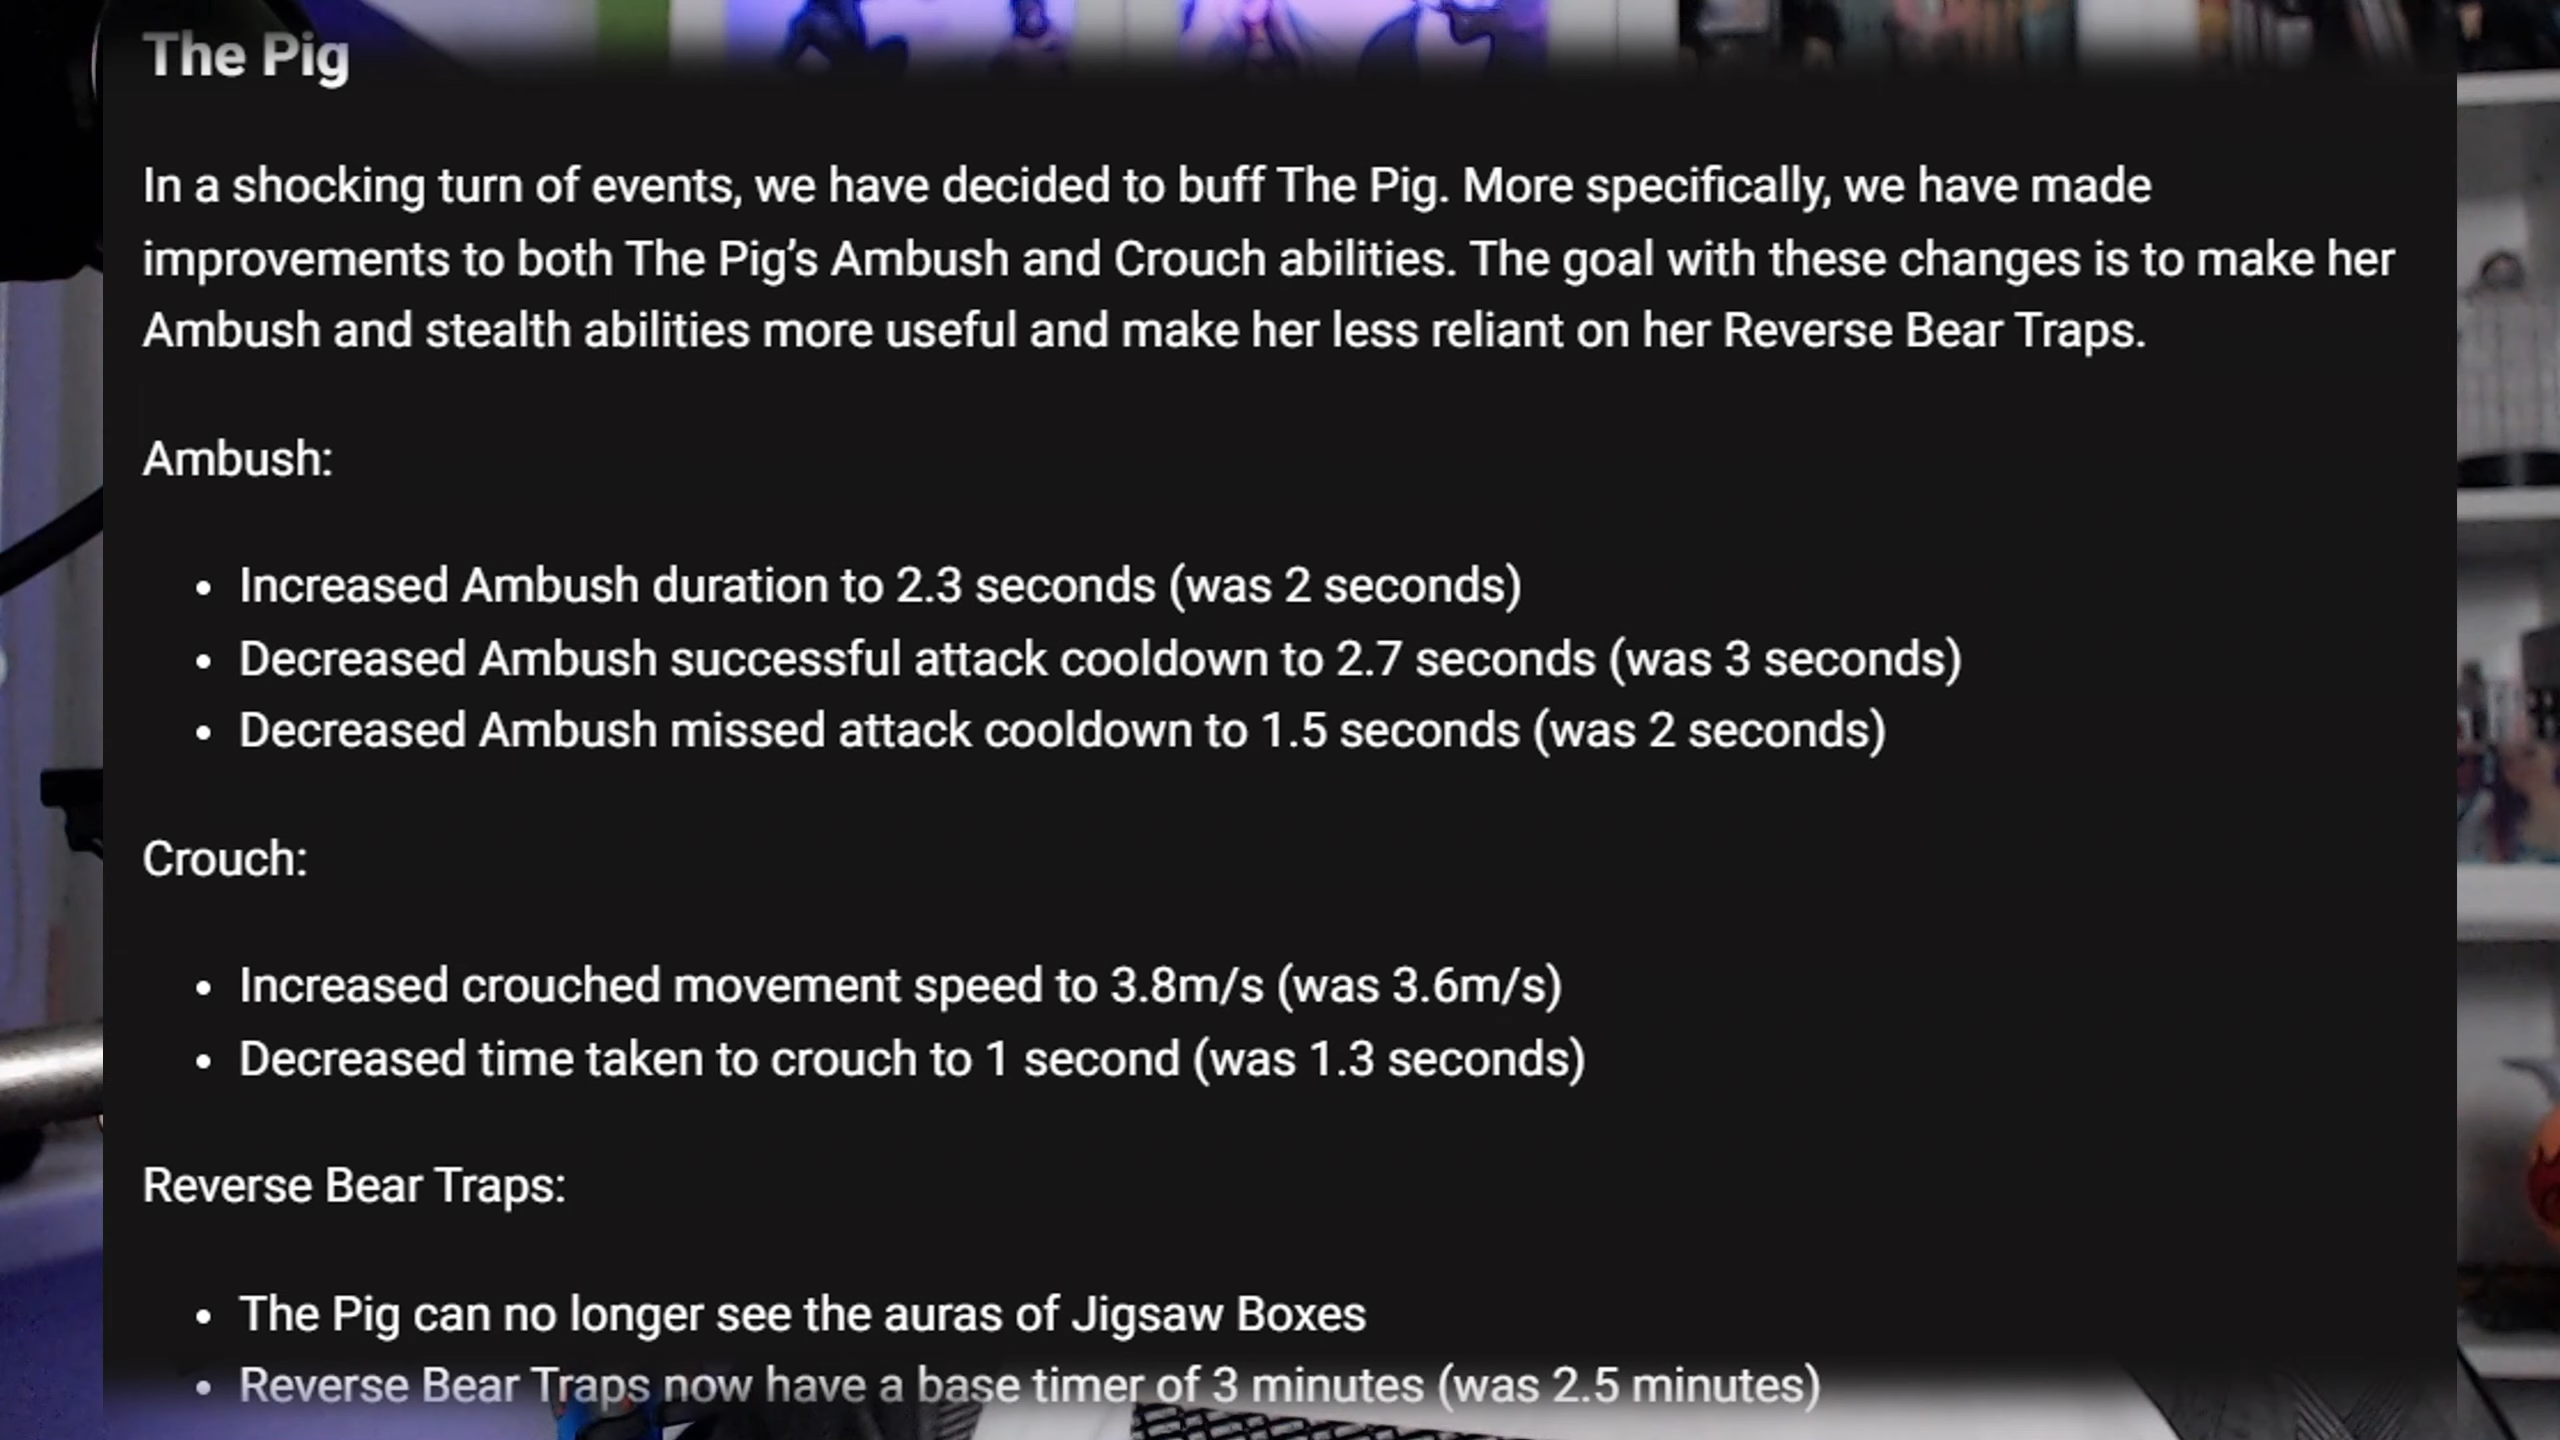 The Pig
In a shocking turn of events, we have decided to buff The Pig. More specifically, we have made
improvements to both The Pig’s Ambush and Crouch abilities. The goal with these changes is to make her
Ambush and stealth abilities more useful and make her less reliant on her Reverse Bear Traps.
Ambush:
• Increased Ambush duration to 2.3 seconds (was 2 seconds)
• Decreased Ambush successful attack cooldown to 2.7 seconds (was 3 seconds)
• Decreased Ambush missed attack cooldown to 1.5 seconds (was 2 seconds)
Crouch:
• Increased crouched movement speed to 3.8m/s (was 3.6m/s)
• Decreased time taken to crouch to 1 second (was 1.3 seconds)
Reverse Bear Traps:
• The Pig can no longer see the auras of Jigsaw Boxes
• Reverse Bear Traps now have a base timer of 3 minutes (was 2.5 minutes)